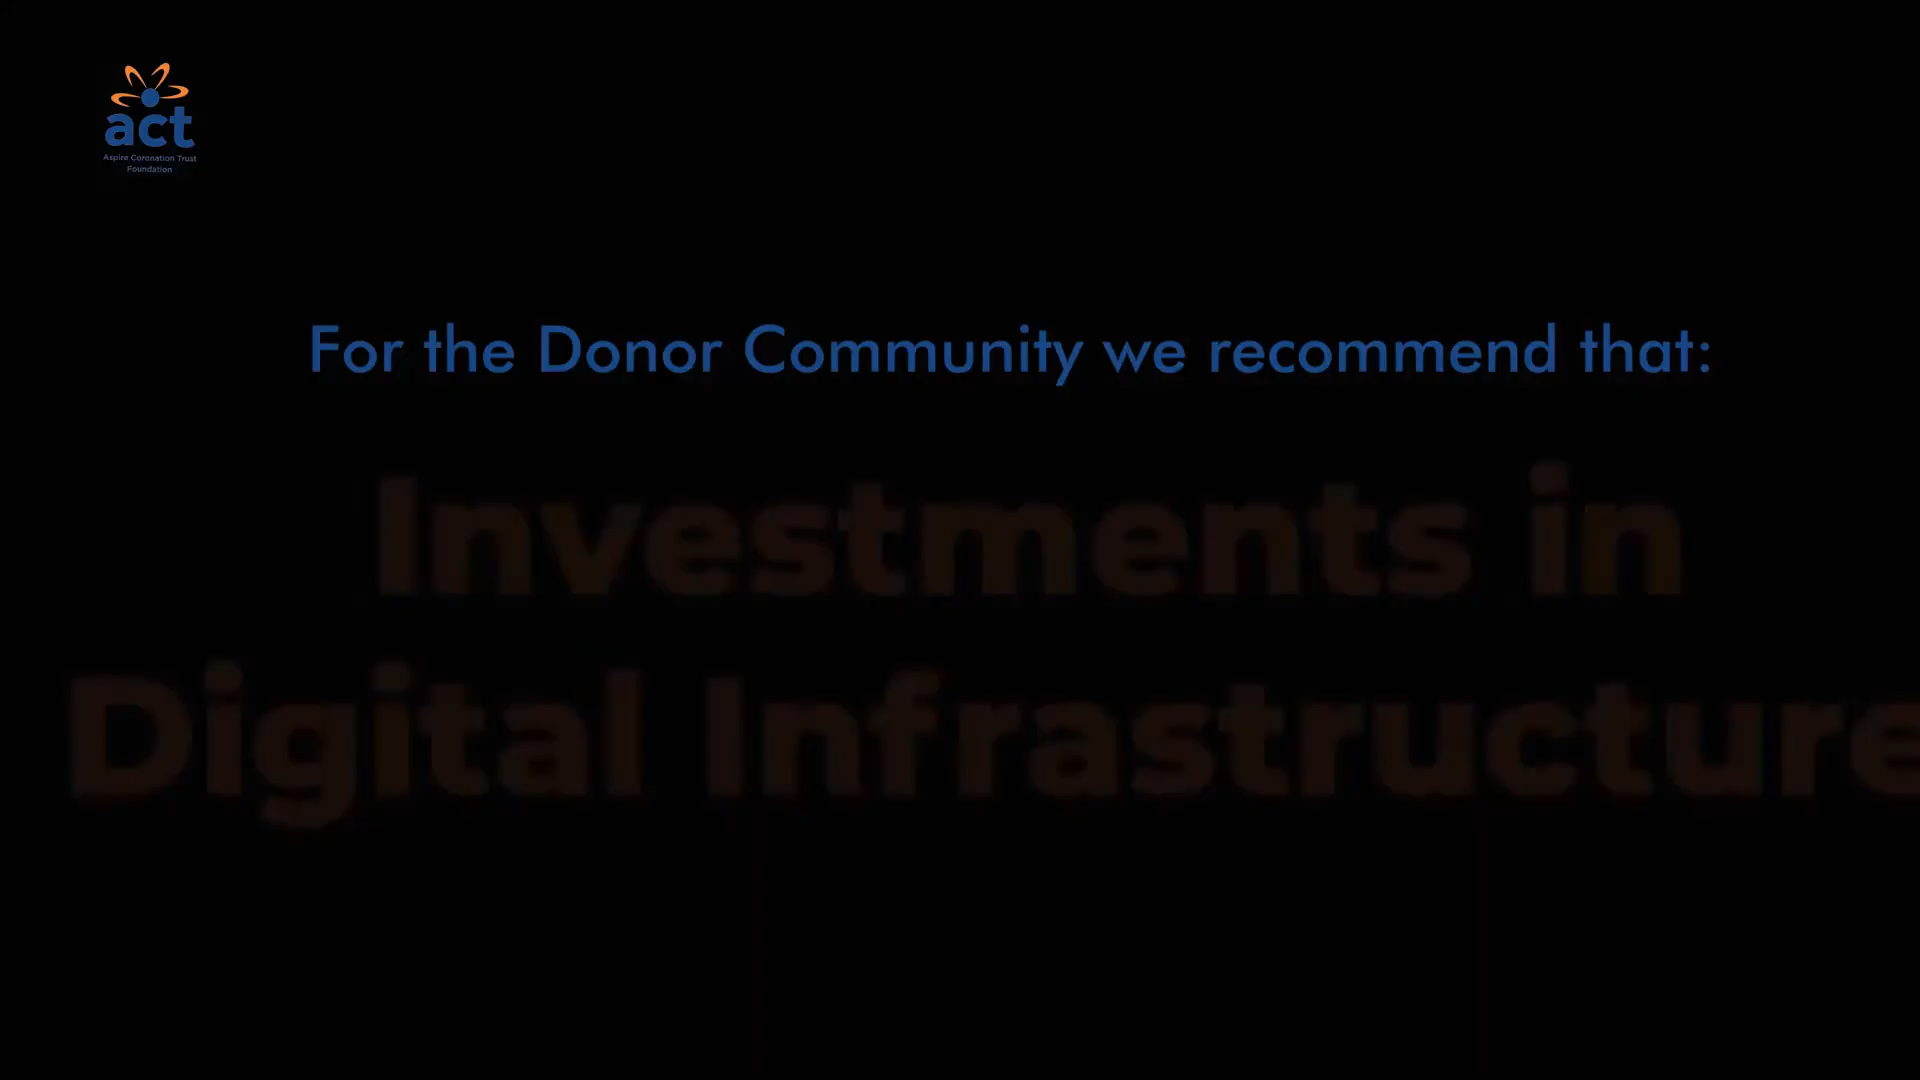 act
Aspire Coronation Trust
Foundation
For the Donor Community we recommend that:
Investments in
Digital Infrastructure